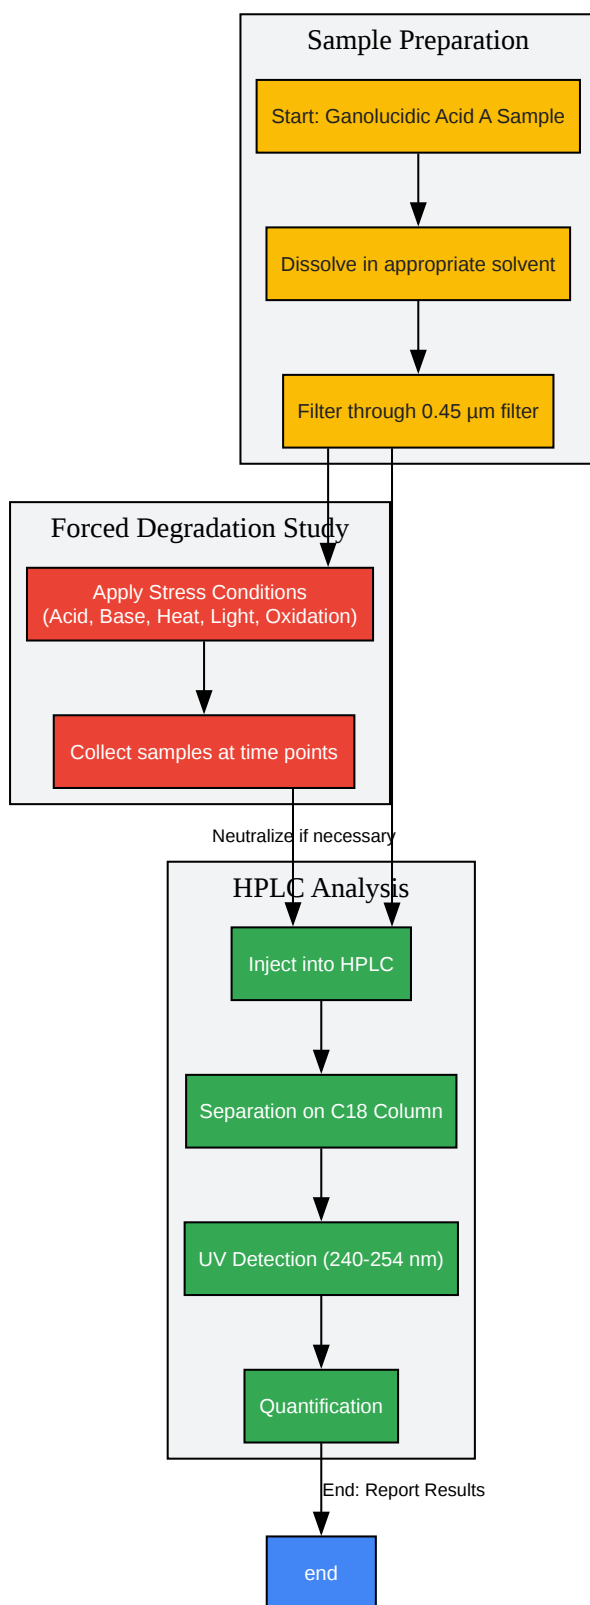 Sample Preparation
Start: Ganolucidic Acid A Sample
Dissolve in appropriate solvent
Filter through 0.45 µm filter
Forced Degradation Study
Apply Stress Conditions
(Acid, Base, Heat, Light, Oxidation)
Collect samples at time points
Neutralize if necessary
HPLC Analysis
Inject into HPLC
Separation on C18 Column
UV Detection (240-254 nm)
Quantification
End: Report Results
end